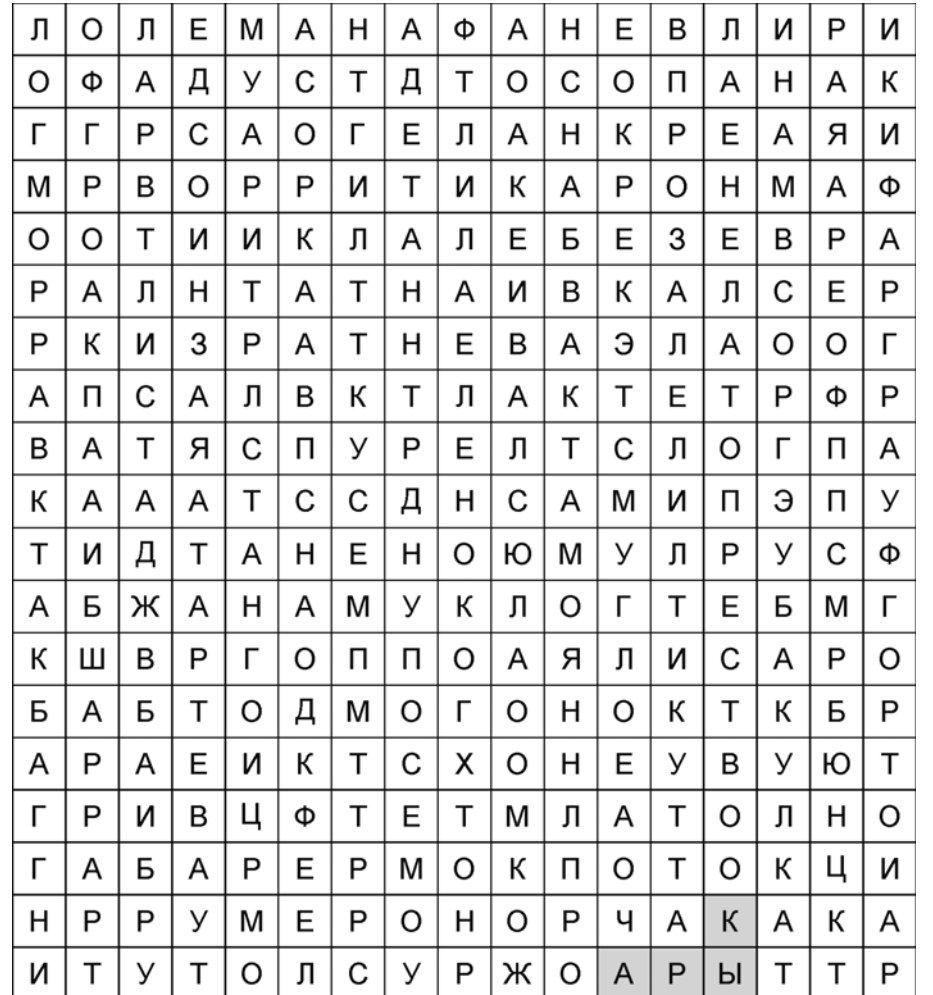 Л О Л Е М А Н А Ф А Н Е В Л И Р И
О Ф А Д У С Т Д Т О С О П А Н А К
Г Г Р С А О Г Е Л А Н К Р Е А Я И
М Р В О Р Р И Т И К А Р О Н М А Ф
О О Т И И К Л А Л Е Б Е З Е В Р А
Р А Л Н Т А Т Н А И В К А Л С Е Р
Р К И З Р А Т Н Е В А Э Л А О О Г
А П С А Л В К Т Л А К Т Е Т Р Ф Р
В А Т Я С П У Р Е Л Т С Л О Г П А
К А А А Т С С Д Н С А М И П Э П У
Т И Д Т А Н Е Н О Ю М У Л Р У С Ф
А Б Ж А Н А М У К Л О Г Т Е Б М Г
К Ш В Р Г О П П О А Я Л И С А Р О
Б А Б Т О Д М О Г О Н О К Т К Б Р
А Р А Е И К Т С Х О Н Е У В У Ю Т
Г Р И В Ц Ф Т Е Т М Л А Т О Л Н О
Г А Б А Р Е Р М О К П О Т О К Ц И
Н Р Р У М Е Р О Н О Р Ч А К А К А
И Т У Т О Л С У Р Ж О А Р Ы Т Т Р